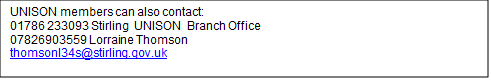 UNISON members can also contact:
01786 233093 Stirling UNISON Branch Office
07826903559 Lorraine Thomson
thomsonl34s@stirling.gov.uk